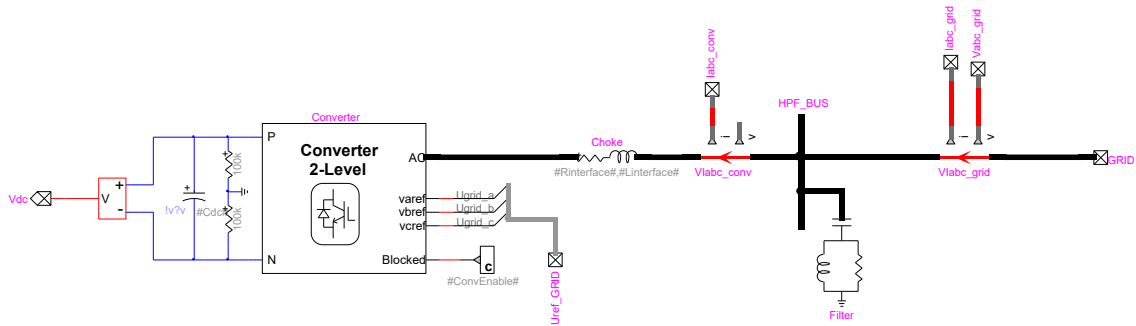 Iabc_grid
Vabc_grid
Iabc_conv
HPF_BUS
Converter
P
Converter
2-Level
100k
AC
Choke
i
v
i
v
GRID
#Rinterface#,#Linterface#
VIabc_conv
VIabc_grid
Vdc
V
+
-
+
!v?v
#Cdc#
+
+
100k
varef
vbref
vcref
Ugrid_a
Ugrid_b
Ugrid_c
N
Blocked
c
#ConvEnable#
Uref_GRID
Filter